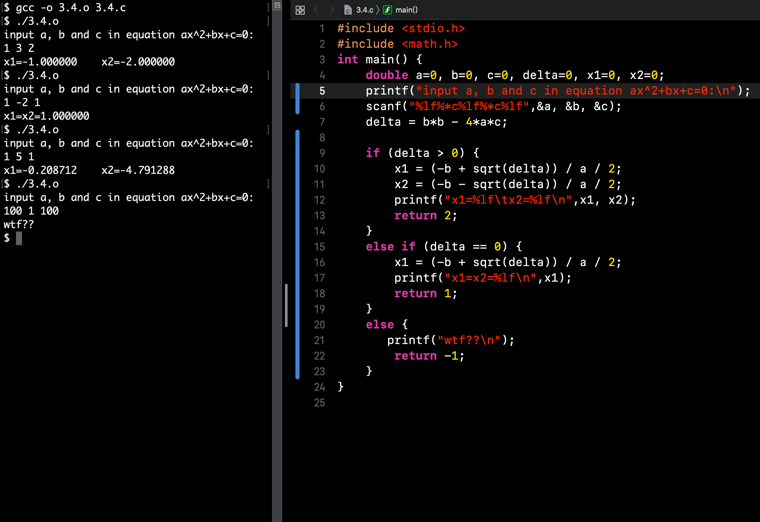 $ gcc -o 3.4.o 3.4.c
$ ./3.4.o
input a, b and c in equation ax^2+bx+c=0:
1 3 2
x1=-1.000000    x2=-2.000000
$ ./3.4.o
input a, b and c in equation ax^2+bx+c=0:
1 -2 1
x1=x2=1.000000
$ ./3.4.o
input a, b and c in equation ax^2+bx+c=0:
1 5 1
x1=-0.208712    x2=-4.791288
$ ./3.4.o
input a, b and c in equation ax^2+bx+c=0:
100 1 100
wtf??
$
3.4.c 〉 f main()
1 #include <stdio.h>
2 #include <math.h>
3 int main() {
4     double a=0, b=0, c=0, delta=0, x1=0, x2=0;
5     printf("input a, b and c in equation ax^2+bx+c=0:\n");
6     scanf("%lf%*c%lf%*c%lf",&a, &b, &c);
7     delta = b*b - 4*a*c;
8
9     if (delta > 0) {
10         x1 = (-b + sqrt(delta)) / a / 2;
11         x2 = (-b - sqrt(delta)) / a / 2;
12         printf("x1=%lf\tx2=%lf\n",x1, x2);
13         return 2;
14     }
15     else if (delta == 0) {
16         x1 = (-b + sqrt(delta)) / a / 2;
17         printf("x1=x2=%lf\n",x1);
18         return 1;
19     }
20     else {
21        printf("wtf??\n");
22         return -1;
23     }
24 }
25